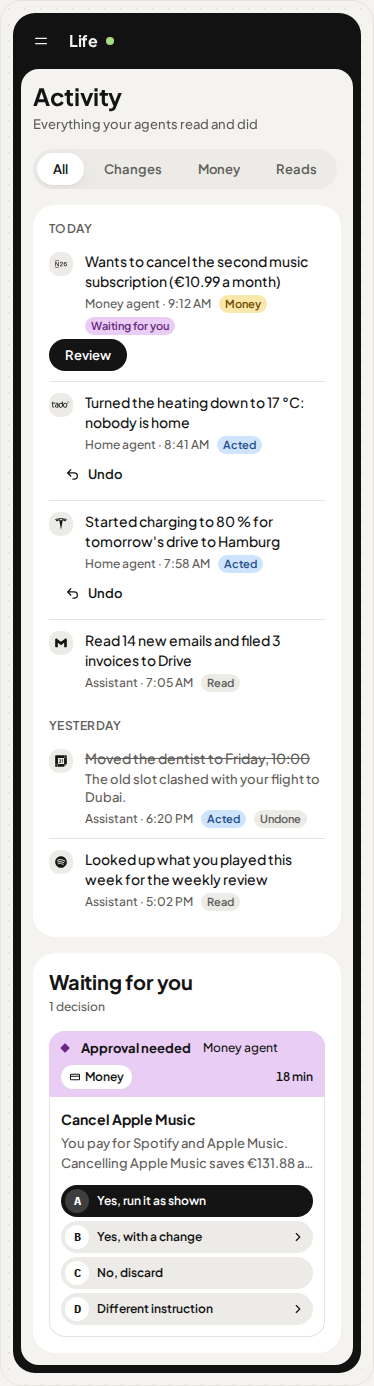 Life
Activity
Everything your agents read and did
All
Changes
Money
Reads
TODAY
N26
Wants to cancel the second music
subscription (€10.99 a month)
Money agent · 9:12 AM
Money
Waiting for you
Review
tado°
Turned the heating down to 17 °C:
nobody is home
Home agent · 8:41 AM
Acted
Undo
Started charging to 80 % for
tomorrow's drive to Hamburg
Home agent · 7:58 AM
Acted
Undo
Read 14 new emails and filed 3
invoices to Drive
Assistant · 7:05 AM
Read
YESTERDAY
31
Moved the dentist to Friday, 10:00
The old slot clashed with your flight to
Dubai.
Assistant · 6:20 PM
Acted
Undone
Looked up what you played this
week for the weekly review
Assistant · 5:02 PM
Read
Waiting for you
1 decision
Approval needed
Money agent
Money
18 min
Cancel Apple Music
You pay for Spotify and Apple Music.
Cancelling Apple Music saves €131.88 a...
A Yes, run it as shown
B Yes, with a change
C No, discard
D Different instruction